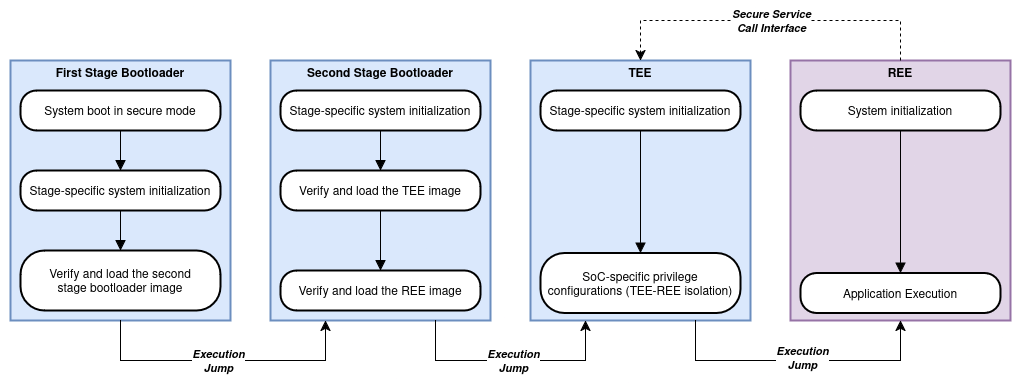 Secure Service
Call Interface
First Stage Bootloader
System boot in secure mode
Stage-specific system initialization
Verify and load the second
stage bootloader image
Second Stage Bootloader
Stage-specific system initialization
Verify and load the TEE image
Verify and load the REE image
TEE
Stage-specific system initialization
SoC-specific privilege
configurations (TEE-REE isolation)
REE
System initialization
Application Execution
Execution
Jump
Execution
Jump
Execution
Jump